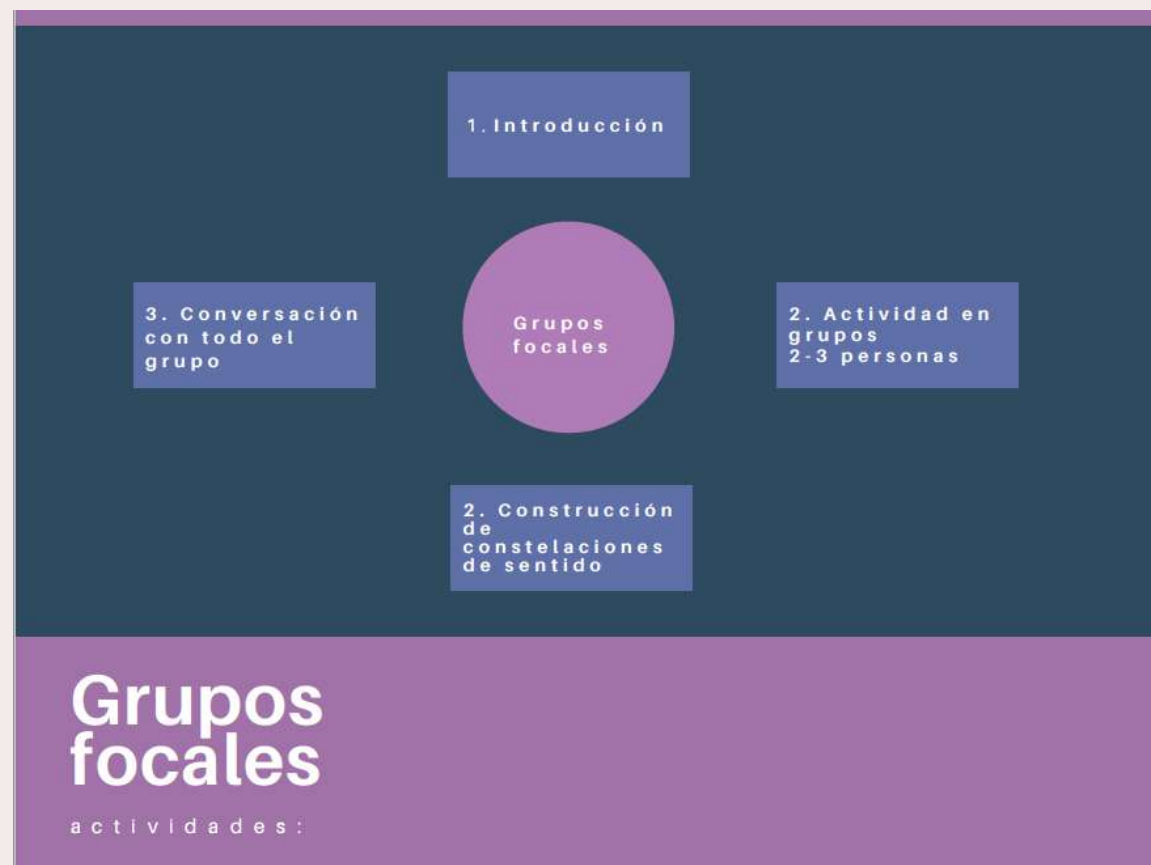 1. Introducción
3. Conversación
con todo el
grupo
Grupos
focales
2. Actividad en
grupos
2-3 personas
2. Construcción
de
constelaciones
de sentido
Grupos
focales
actividades: